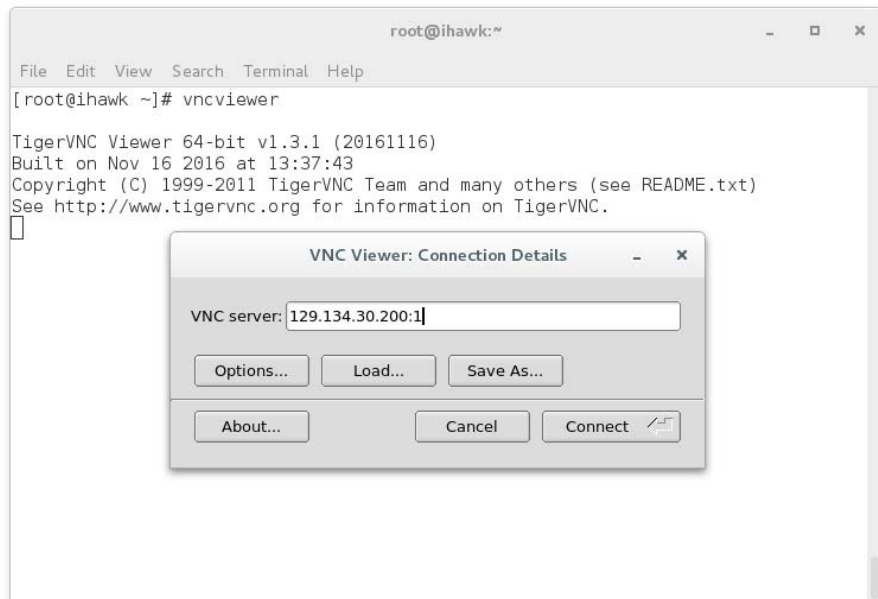 root@ihawk:~
File Edit View Search Terminal Help
[root@ihawk ~]# vncviewer
TigerVNC Viewer 64-bit v1.3.1 (20161116)
Built on Nov 16 2016 at 13:37:43
Copyright (C) 1999-2011 TigerVNC Team and many others (see README.txt)
See http://www.tigervnc.org for information on TigerVNC.
VNC Viewer: Connection Details
VNC server: 129.134.30.200:1
Options... Load... Save As...
About... Cancel Connect